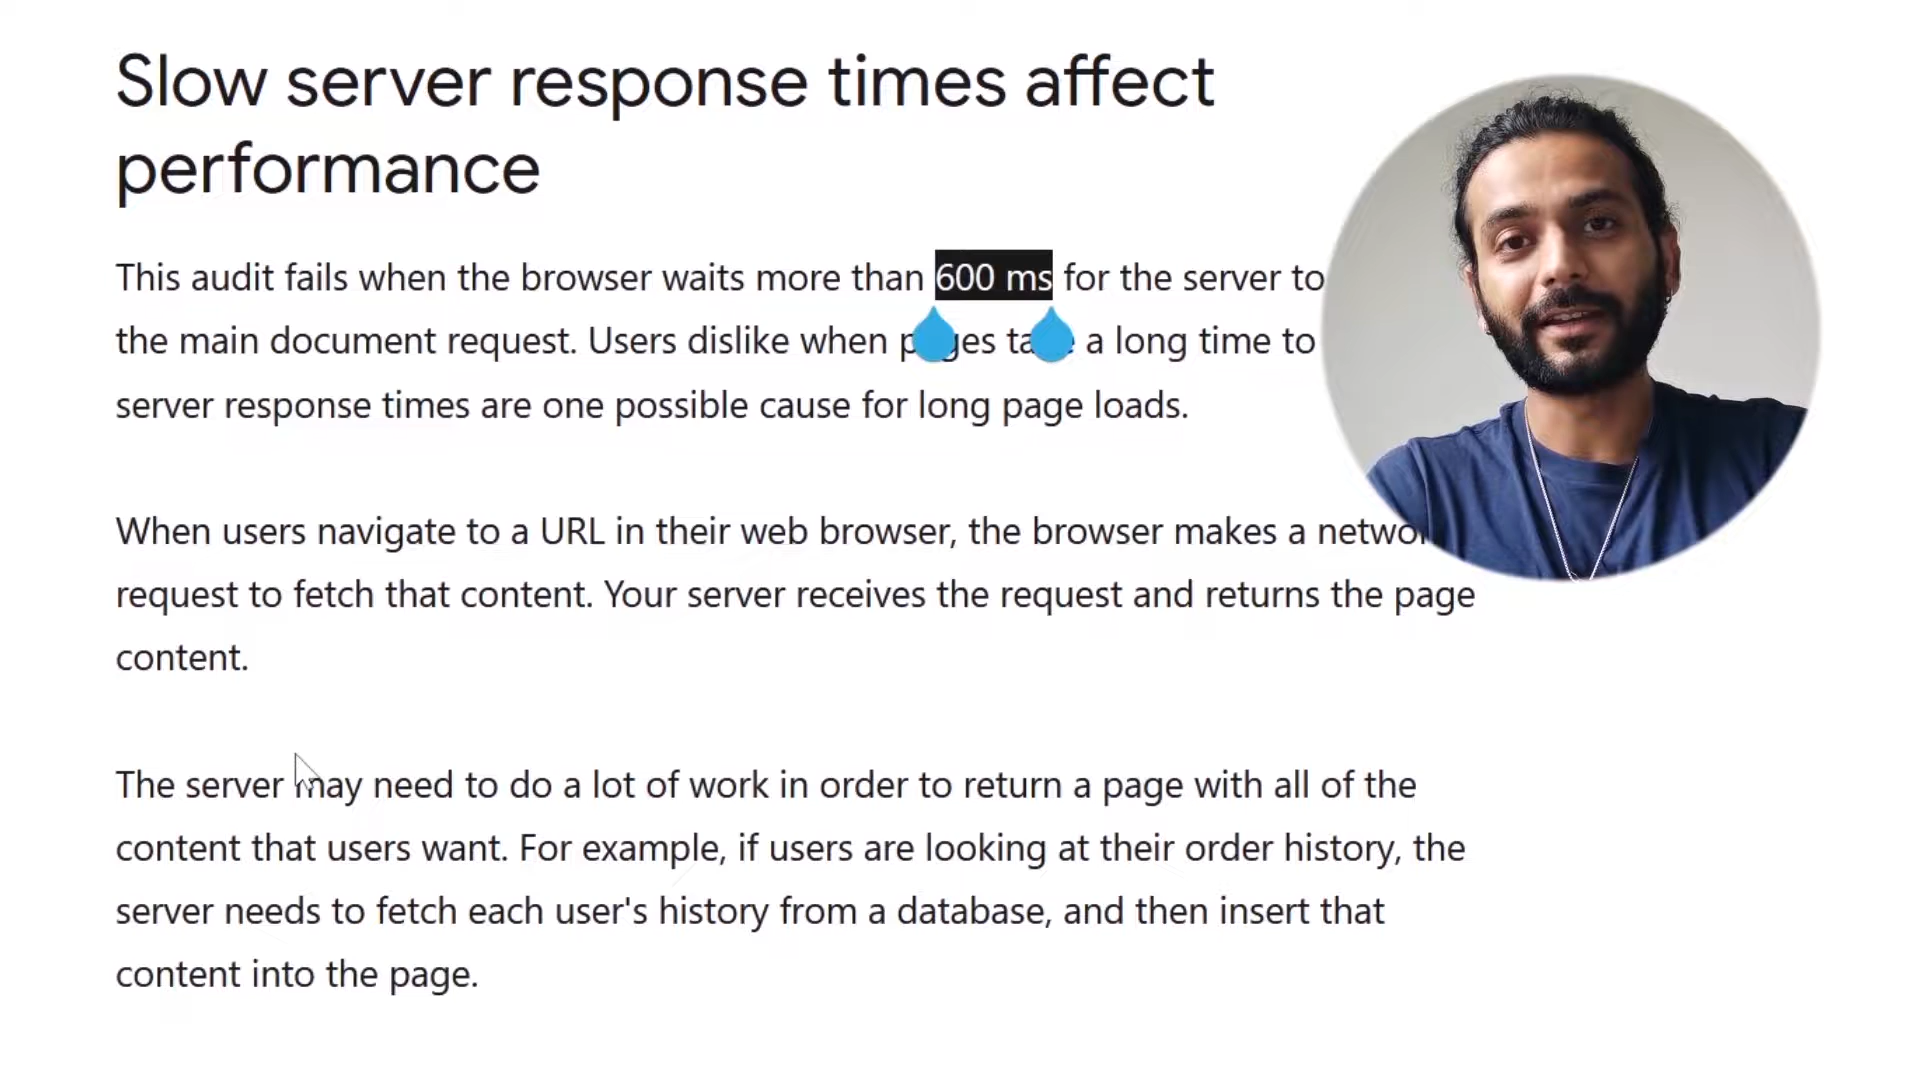 Slow server response times affect
performance
This audit fails when the browser waits more than 600 ms for the server to
the main document request. Users dislike when pages take a long time to
server response times are one possible cause for long page loads.
When users navigate to a URL in their web browser, the browser makes a network
request to fetch that content. Your server receives the request and returns the page
content.
The server may need to do a lot of work in order to return a page with all of the
content that users want. For example, if users are looking at their order history, the
server needs to fetch each user's history from a database, and then insert that
content into the page.